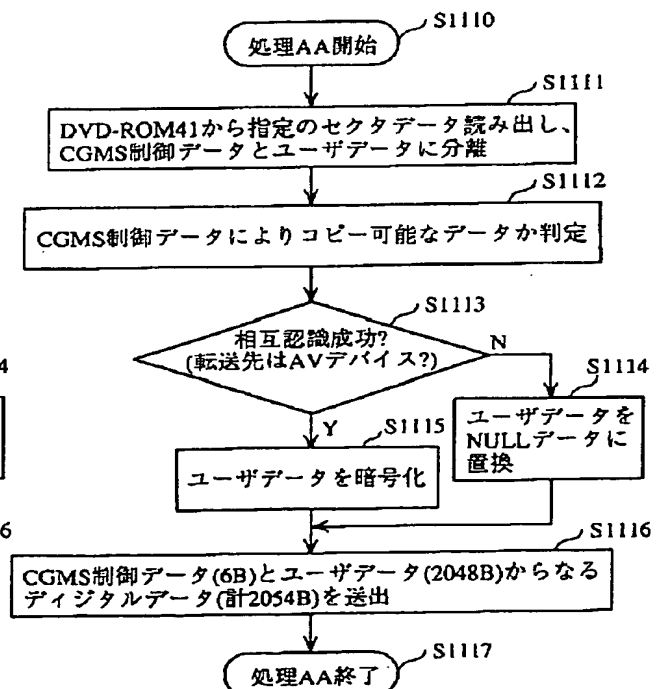 S1110
処理AA開始
S1111
DVD-ROM41から指定のセクタデータ読み出し、
CGMS制御データとユーザデータに分離
S1112
CGMS制御データによりコピー可能なデータか判定
S1113
相互認識成功?
(転送先はAVデバイス?)
N
4
S1114
ユーザデータを
NULLデータに
置換
Y
S1115
ユーザデータを暗号化
6
S1116
CGMS制御データ(6B)とユーザデータ(2048B)からなる
ディジタルデータ(計2054B)を送出
S1117
処理AA終了